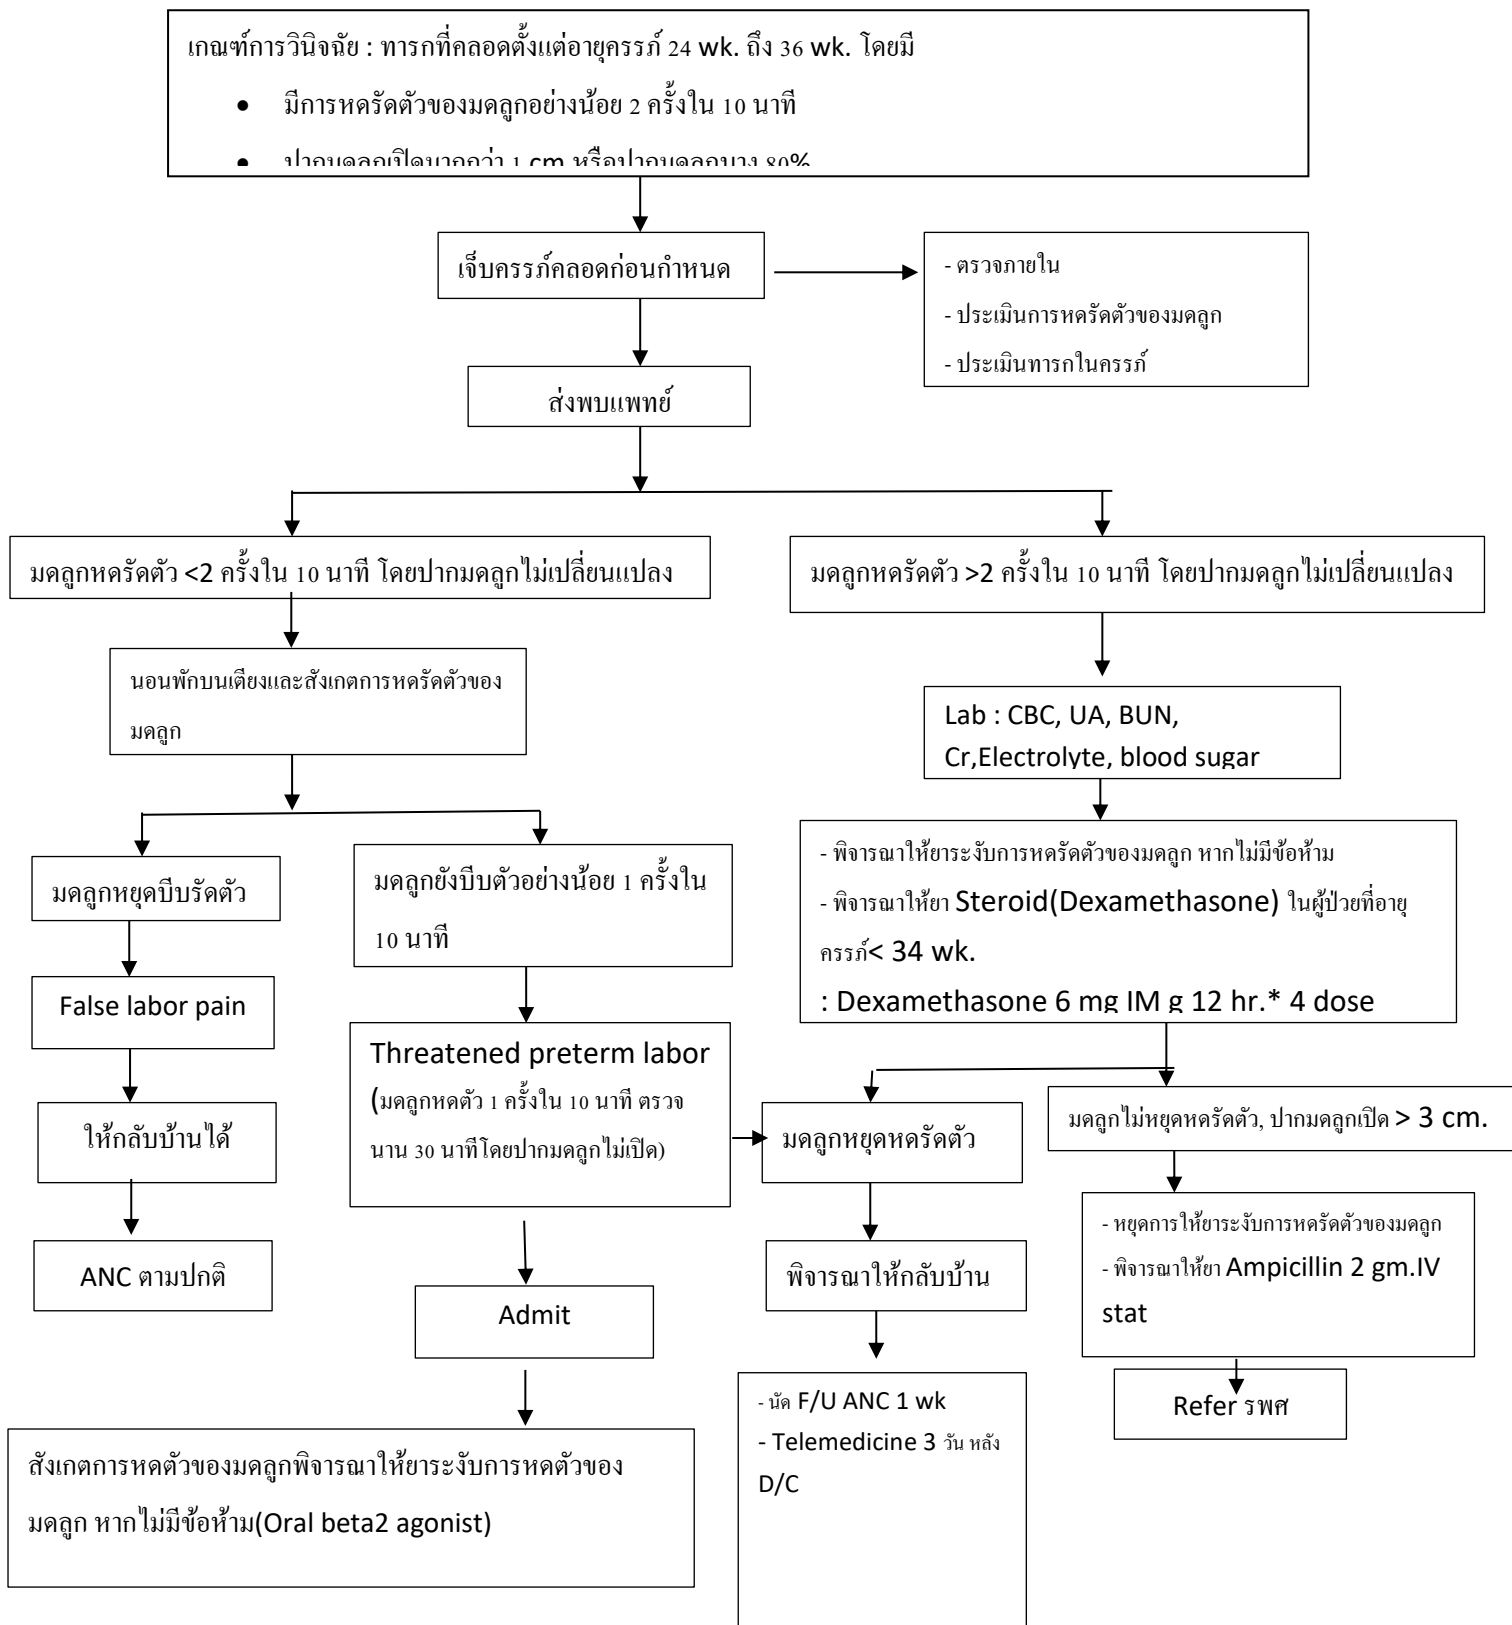 เกณฑ์การวินิจฉัย : ทารกที่คลอดตั้งแต่อายุครรภ์ 24 wk. ถึง 36 wk. โดยมี
• มีการหดรัดตัวของมดลูกอย่างน้อย 2 ครั้งใน 10 นาที
• ปากมดลูกเปิดมากกว่า 1 cm หรือปากมดลูกบาง 80%
เจ็บครรภ์คลอดก่อนกำหนด
- ตรวจภายใน
- ประเมินการหดรัดตัวของมดลูก
- ประเมินทารกในครรภ์
ส่งพบแพทย์
มดลูกหดรัดตัว <2 ครั้งใน 10 นาที โดยปากมดลูกไม่เปลี่ยนแปลง
มดลูกหดรัดตัว >2 ครั้งใน 10 นาที โดยปากมดลูกไม่เปลี่ยนแปลง
นอนพักบนเตียงและสังเกตการหดรัดตัวของ
มดลูก
Lab : CBC, UA, BUN,
Cr,Electrolyte, blood sugar
มดลูกหยุดบีบรัดตัว
มดลูกยังบีบตัวอย่างน้อย 1 ครั้งใน
10 นาที
- พิจารณาให้ยาระงับการหดรัดตัวของมดลูก หากไม่มีข้อห้าม
- พิจารณาให้ยา Steroid(Dexamethasone) ในผู้ป่วยที่อายุ
ครรภ์< 34 wk.
: Dexamethasone 6 mg IM g 12 hr.* 4 dose
False labor pain
Threatened preterm labor
(มดลูกหดตัว 1 ครั้งใน 10 นาที ตรวจ
นาน 30 นาทีโดยปากมดลูกไม่เปิด)
ให้กลับบ้านได้
มดลูกหยุดหดรัดตัว
มดลูกไม่หยุดหดรัดตัว, ปากมดลูกเปิด > 3 cm.
ANC ตามปกติ
Admit
พิจารณาให้กลับบ้าน
- หยุดการให้ยาระงับการหดรัดตัวของมดลูก
- พิจารณาให้ยา Ampicillin 2 gm.IV
stat
สังเกตการหดตัวของมดลูกพิจารณาให้ยาระงับการหดตัวของ
มดลูก หากไม่มีข้อห้าม(Oral beta2 agonist)
- นัด F/U ANC 1 wk
- Telemedicine 3 วัน หลัง
D/C
Refer รพศ